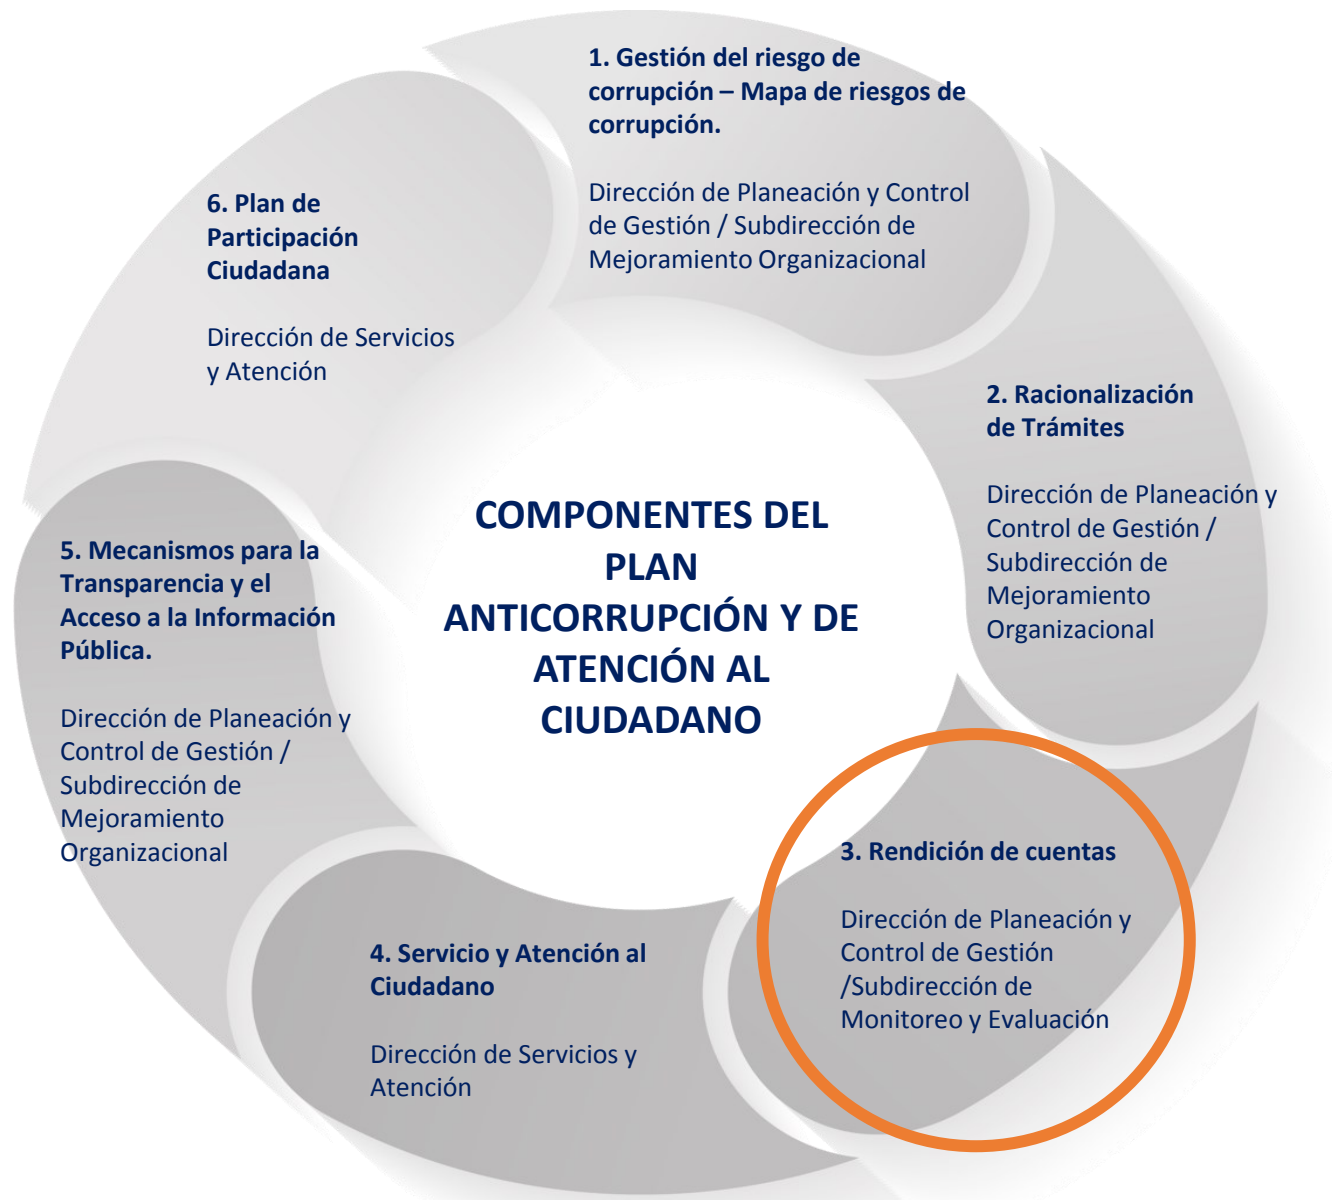 1. Gestión del riesgo de
corrupción – Mapa de riesgos de
corrupción.
Dirección de Planeación y Control
de Gestión / Subdirección de
Mejoramiento Organizacional
2. Racionalización
de Trámites
Dirección de Planeación y
Control de Gestión /
Subdirección de
Mejoramiento
Organizacional
3. Rendición de cuentas
Dirección de Planeación y
Control de Gestión
/Subdirección de
Monitoreo y Evaluación
4. Servicio y Atención al
Ciudadano
Dirección de Servicios y
Atención
5. Mecanismos para la
Transparencia y el
Acceso a la Información
Pública.
Dirección de Planeación y
Control de Gestión /
Subdirección de
Mejoramiento
Organizacional
6. Plan de
Participación
Ciudadana
Dirección de Servicios
y Atención
COMPONENTES DEL
PLAN
ANTICORRUPCIÓN Y DE
ATENCIÓN AL
CIUDADANO